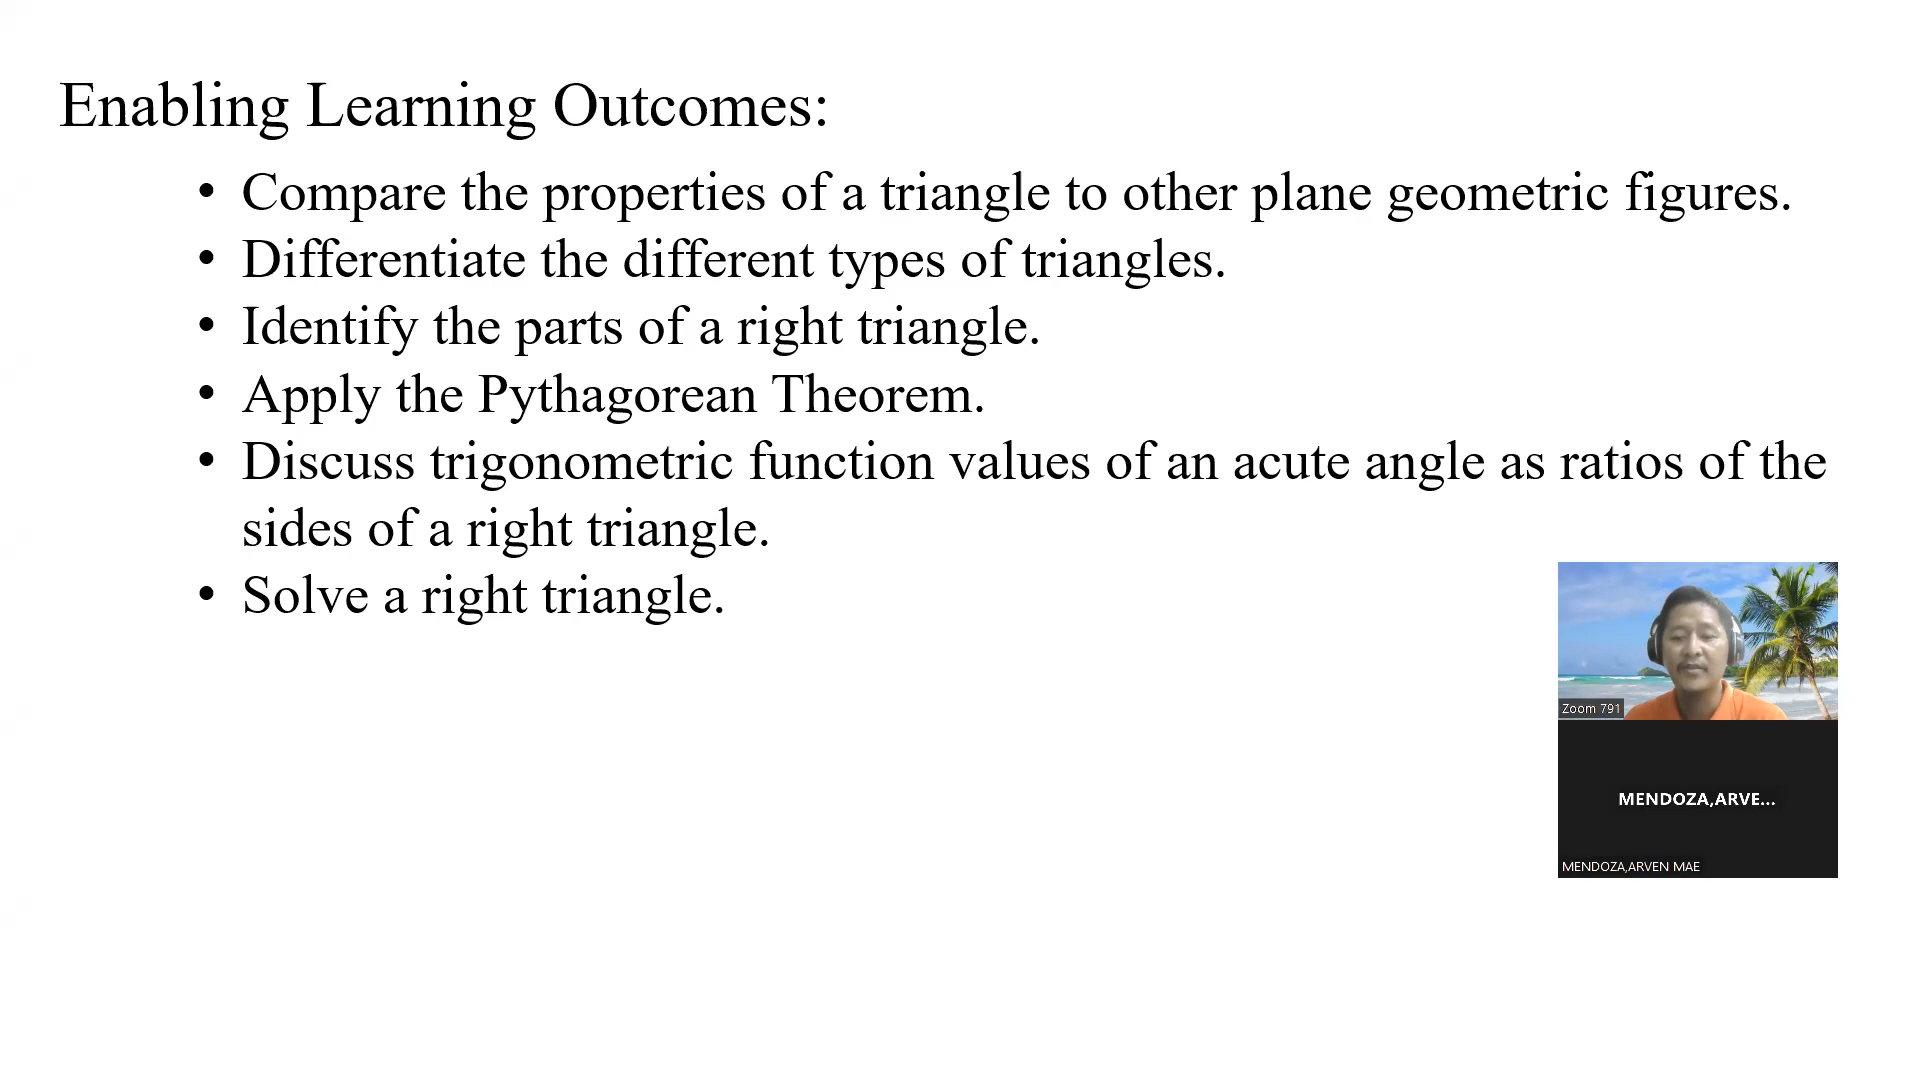 Enabling Learning Outcomes:
• Compare the properties of a triangle to other plane geometric figures.
• Differentiate the different types of triangles.
• Identify the parts of a right triangle.
• Apply the Pythagorean Theorem.
• Discuss trigonometric function values of an acute angle as ratios of the
sides of a right triangle.
• Solve a right triangle.
Zoom 791
MENDOZA,ARVE...
MENDOZA,ARVEN MAE